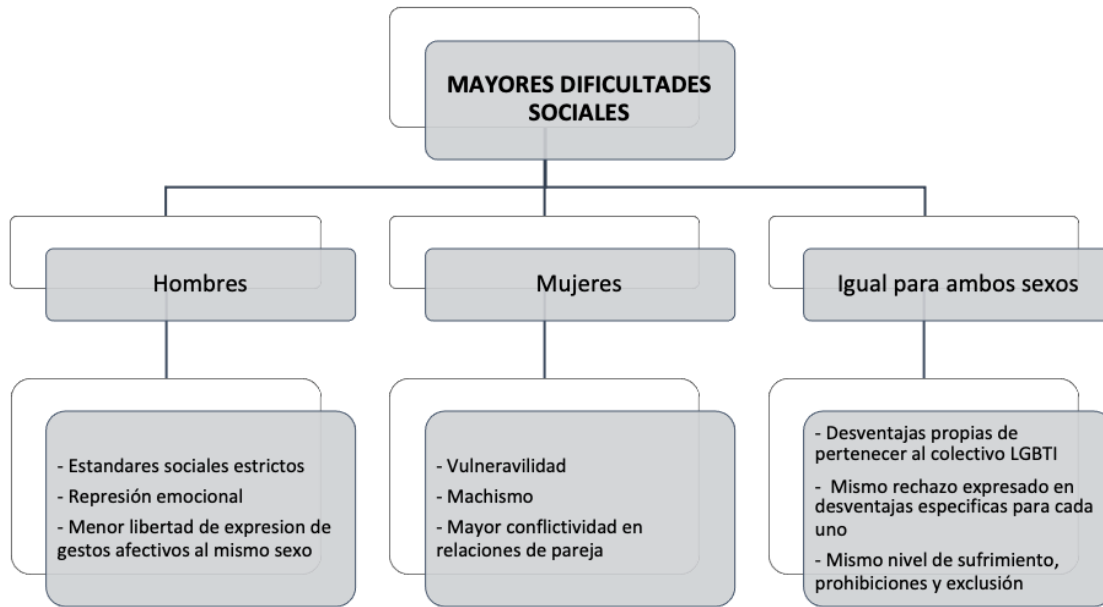 MAYORES DIFICULTADES
SOCIALES
Hombres
Mujeres
Igual para ambos sexos
- Estandares sociales estrictos
- Represión emocional
- Menor libertad de expresion de
gestos afectivos al mismo sexo
- Vulneravilidad
- Machismo
- Mayor conflictividad en
relaciones de pareja
- Desventajas propias de
pertenecer al colectivo LGBTI
- Mismo rechazo expresado en
desventajas especificas para cada
uno
- Mismo nivel de sufrimiento,
prohibiciones y exclusión